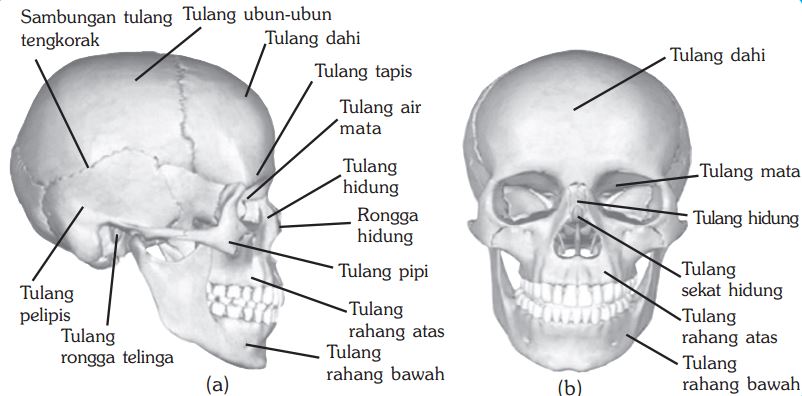 Sambungan tulang
tengkorak
Tulang ubun-ubun
Tulang dahi
Tulang tapis
Tulang air
mata
Tulang
hidung
Rongga
hidung
Tulang pipi
Tulang
rahang atas
Tulang
rahang bawah
Tulang
pelipis
Tulang
rongga telinga
(a)
Tulang dahi
Tulang mata
Tulang hidung
Tulang
sekat hidung
Tulang
rahang atas
Tulang
rahang bawah
(b)